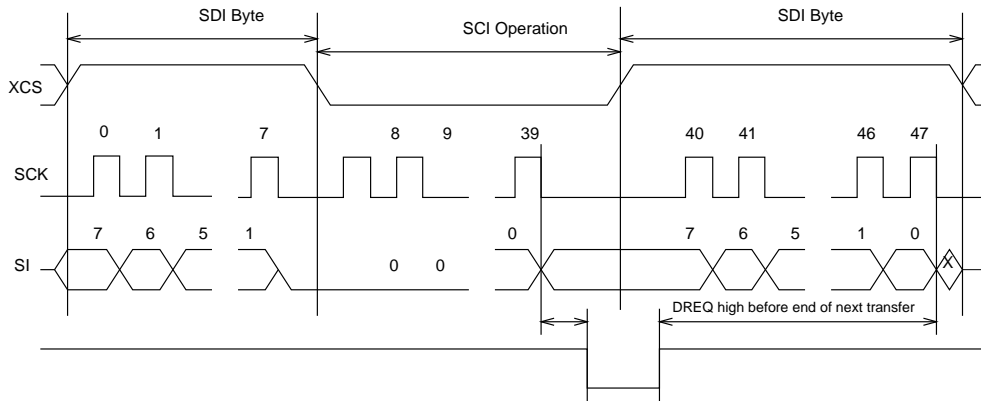 SDI Byte SCI Operation SDI Byte
XCS
0 1 7 8 9 39 40 41 46 47
SCK
7 6 5 1 0 7 6 5 1 0
SI 0 0 X
DREQ high before end of next transfer